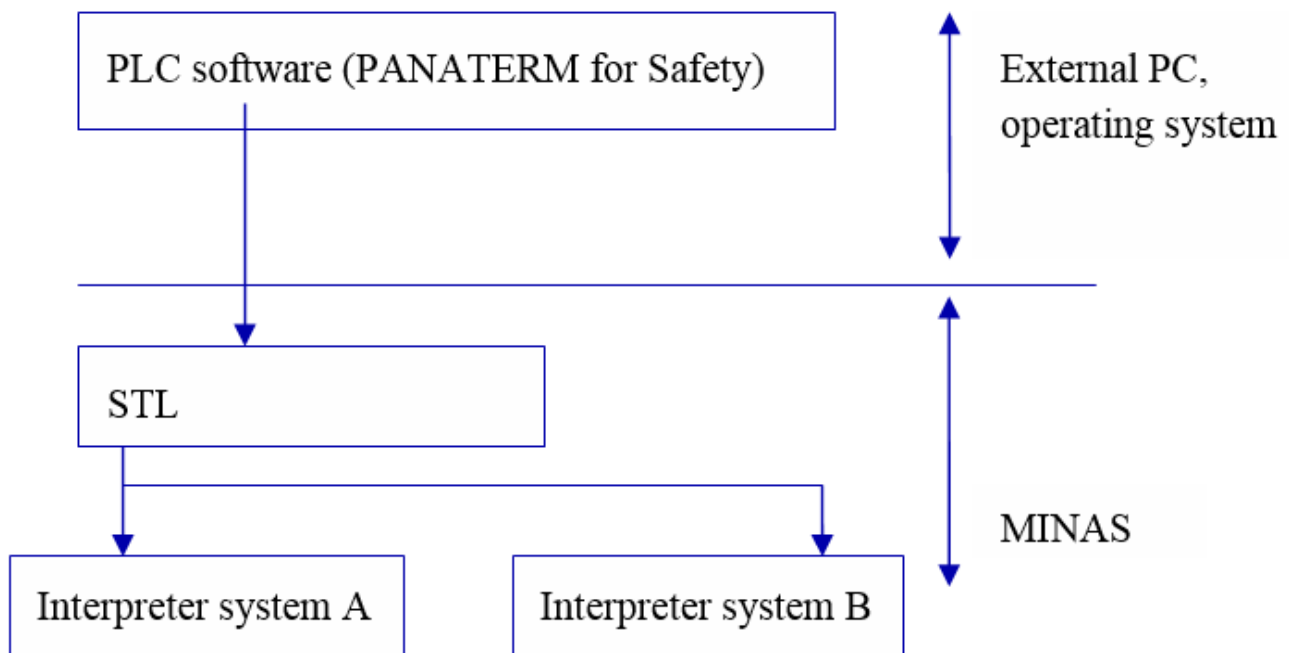 PLC software (PANATERM for Safety)
External PC,
operating system
STL
MINAS
Interpreter system A
Interpreter system B